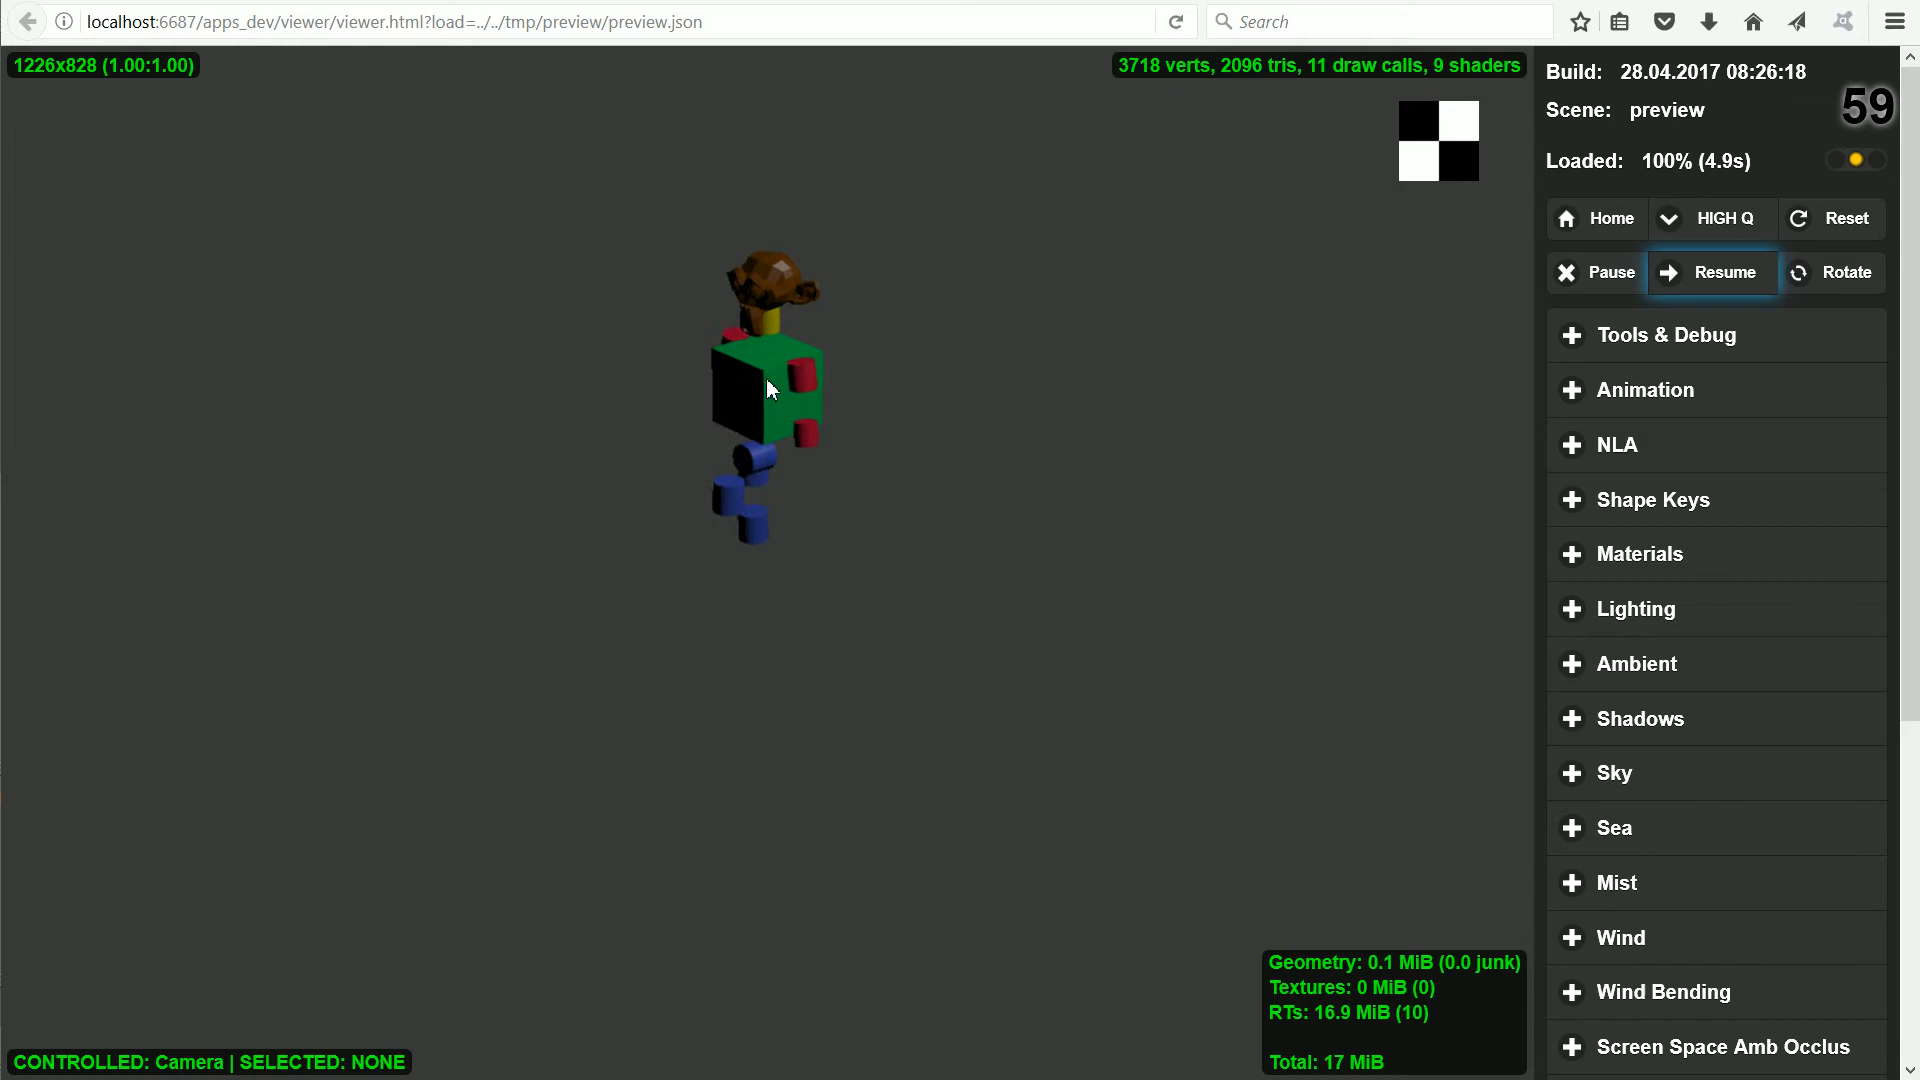 localhost:6687/apps_dev/viewer/viewer.html?load=../../tmp/preview/preview.json
Search
1226x828 (1.00:1.00)
3718 verts, 2096 tris, 11 draw calls, 9 shaders
Build: 28.04.2017 08:26:18
Scene: preview
59
Loaded: 100% (4.9s)
Home HIGH Q Reset
Pause Resume Rotate
Tools & Debug
Animation
NLA
Shape Keys
Materials
Lighting
Ambient
Shadows
Sky
Sea
Mist
Wind
Wind Bending
Screen Space Amb Occlus
Geometry: 0.1 MiB (0.0 junk)
Textures: 0 MiB (0)
RTs: 16.9 MiB (10)
Total: 17 MiB
CONTROLLED: Camera | SELECTED: NONE